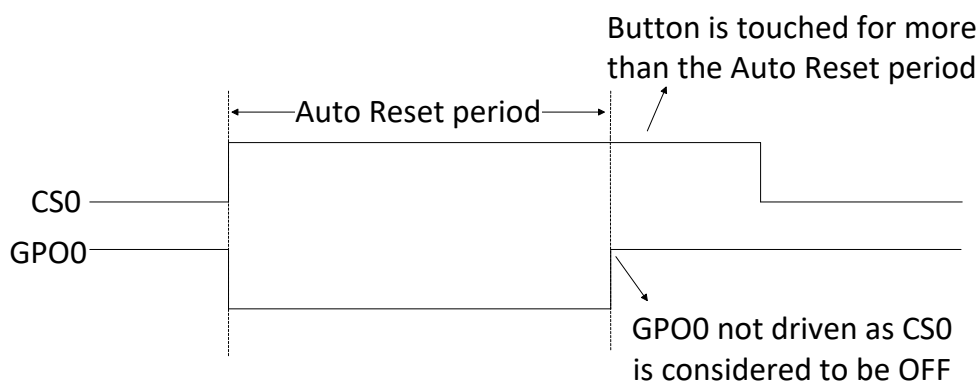 Button is touched for more
than the Auto Reset period
Auto Reset period
CS0
GPO0
GPO0 not driven as CS0
is considered to be OFF